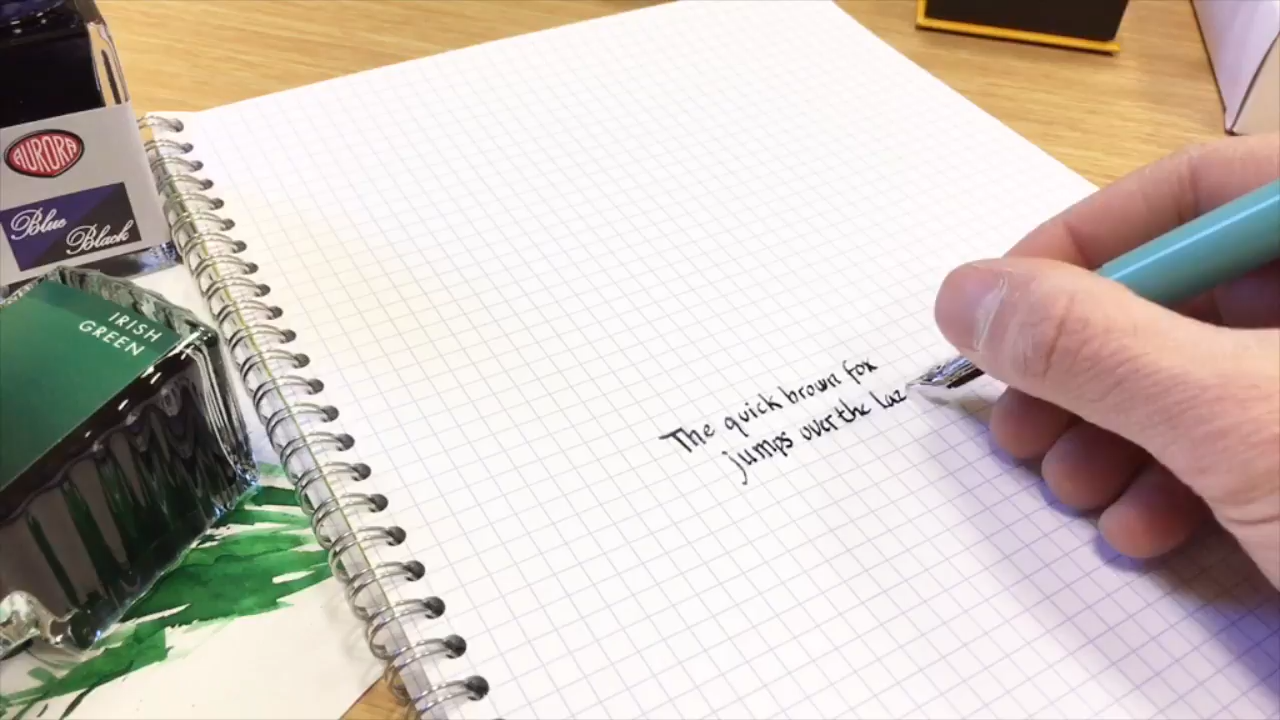 AURORA
Blue
Black
IRISH
GREEN
The quick brown fox
jumps over the laz